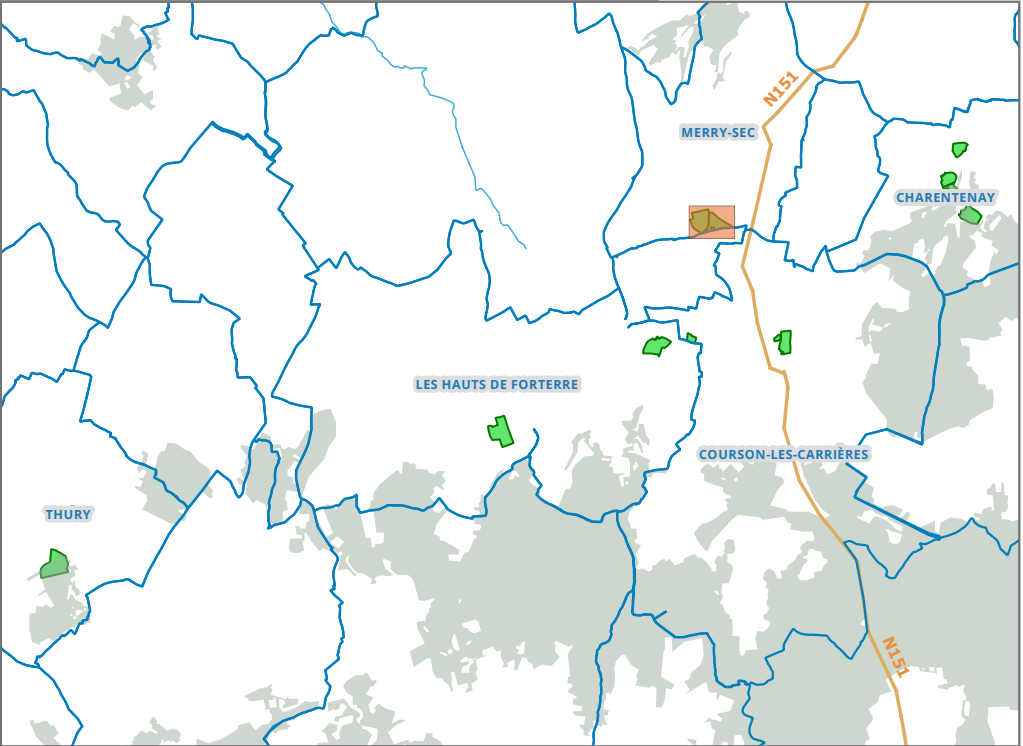 N151
MERRY-SEC
CHARENTENAY
LES HAUTS DE FORTERRE
COURSON-LES-CARRIÈRES
THURY
N151